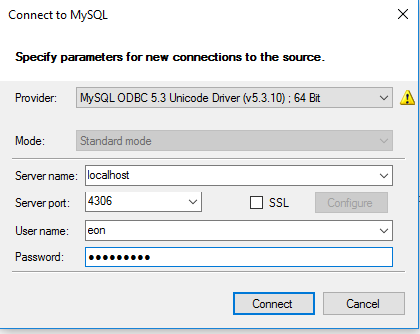 Connect to MySQL
Specify parameters for new connections to the source.
Provider: MySQL ODBC 5.3 Unicode Driver (v5.3.10) ; 64 Bit
Mode: Standard mode
Server name: localhost
Server port: 4306 SSL Configure
User name: eon
Password: ●●●●●●●●●
Connect Cancel